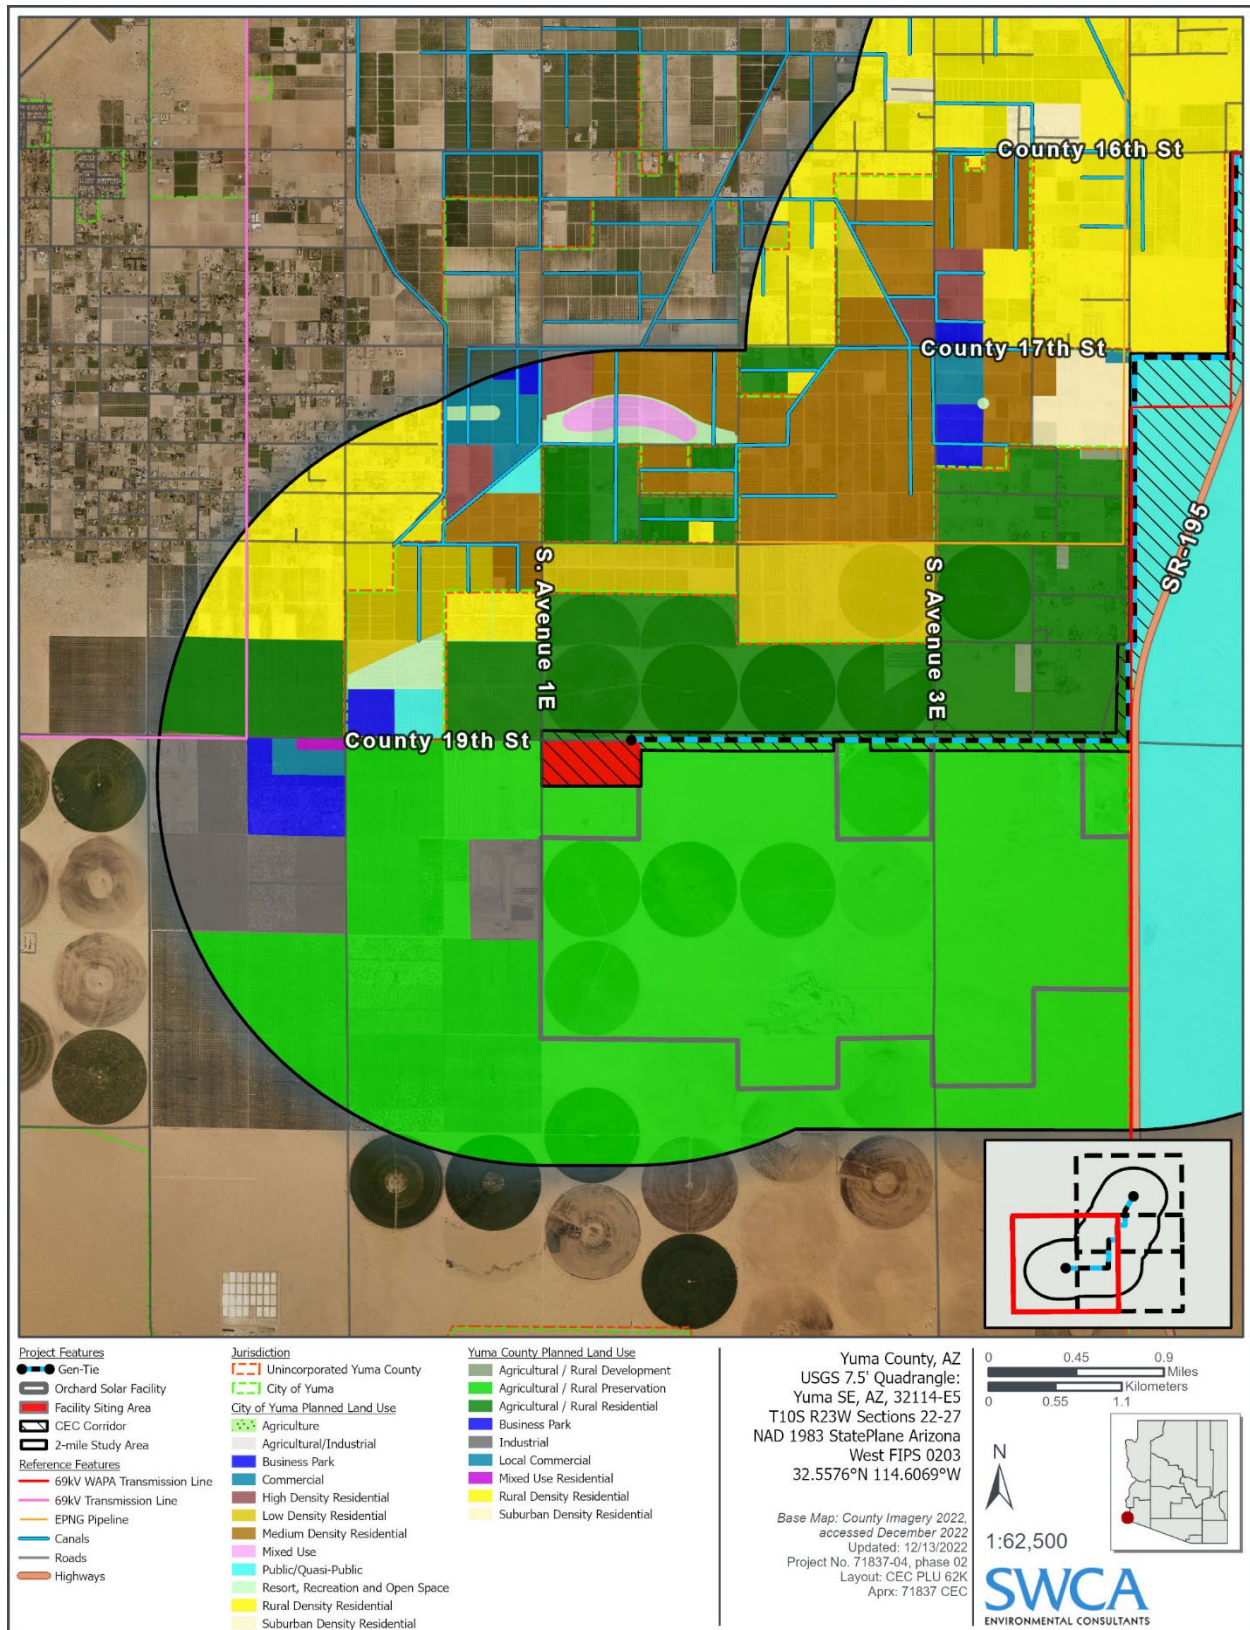 County 16th St
County 17th St
SR-195
S. Avenue 1E
S. Avenue 3E
County 19th St
Project Features
Gen-Tie
Orchard Solar Facility
Facility Siting Area
CEC Corridor
2-mile Study Area
Reference Features
69kV WAPA Transmission Line
69kV Transmission Line
EPNG Pipeline
Canals
Roads
Highways
Jurisdiction
Unincorporated Yuma County
City of Yuma
City of Yuma Planned Land Use
Agriculture
Agricultural/Industrial
Business Park
Commercial
High Density Residential
Low Density Residential
Medium Density Residential
Mixed Use
Public/Quasi-Public
Resort, Recreation and Open Space
Rural Density Residential
Suburban Density Residential
Yuma County Planned Land Use
Agricultural / Rural Development
Agricultural / Rural Preservation
Agricultural / Rural Residential
Business Park
Industrial
Local Commercial
Mixed Use Residential
Rural Density Residential
Suburban Density Residential
Yuma County, AZ
USGS 7.5' Quadrangle:
Yuma SE, AZ, 32114-E5
T10S R23W Sections 22-27
NAD 1983 StatePlane Arizona
West FIPS 0203
32.5576°N 114.6069°W
Base Map: County Imagery 2022,
accessed December 2022
Updated: 12/13/2022
Project No. 71837-04, phase 02
Layout: CEC PLU 62K
Aprx: 71837 CEC
0 0.45 0.9
Miles
Kilometers
0 0.55 1.1
N
1:62,500
SWCA
ENVIRONMENTAL CONSULTANTS